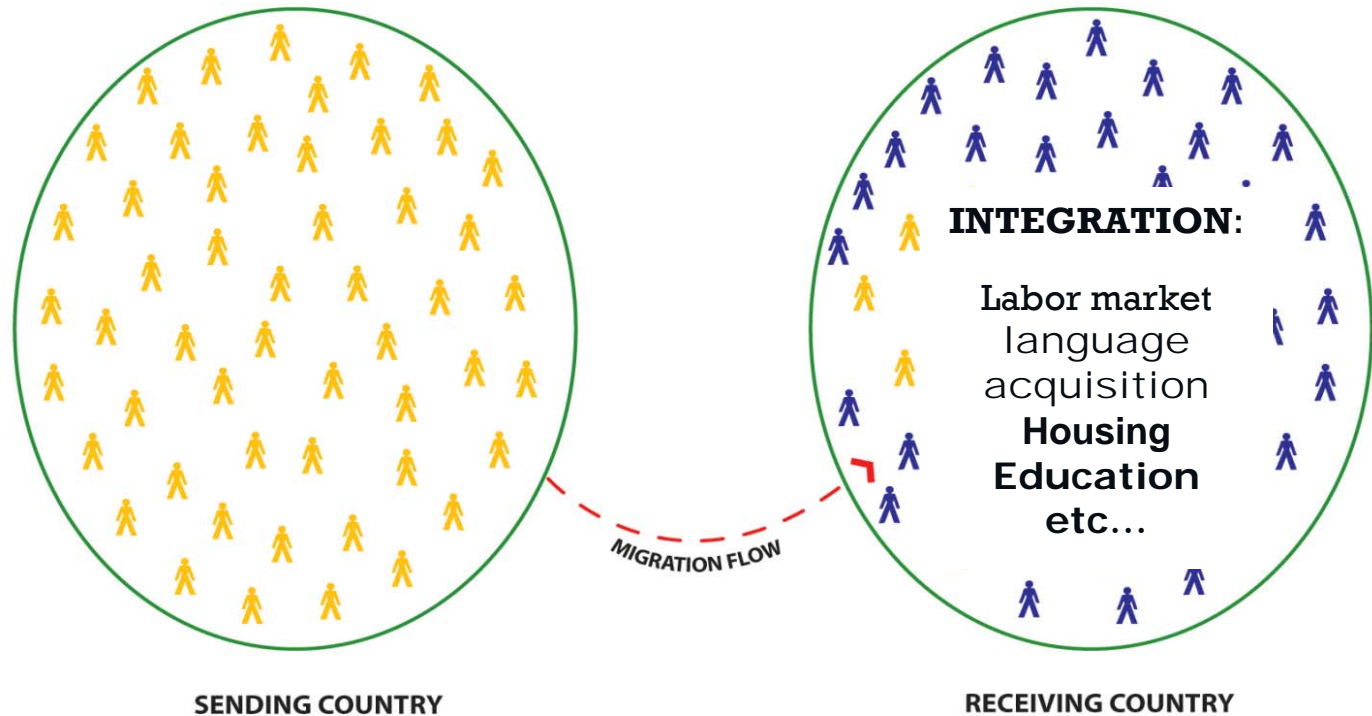 INTEGRATION:
Labor market
language
acquisition
Housing
Education
etc...
MIGRATION FLOW
SENDING COUNTRY
RECEIVING COUNTRY